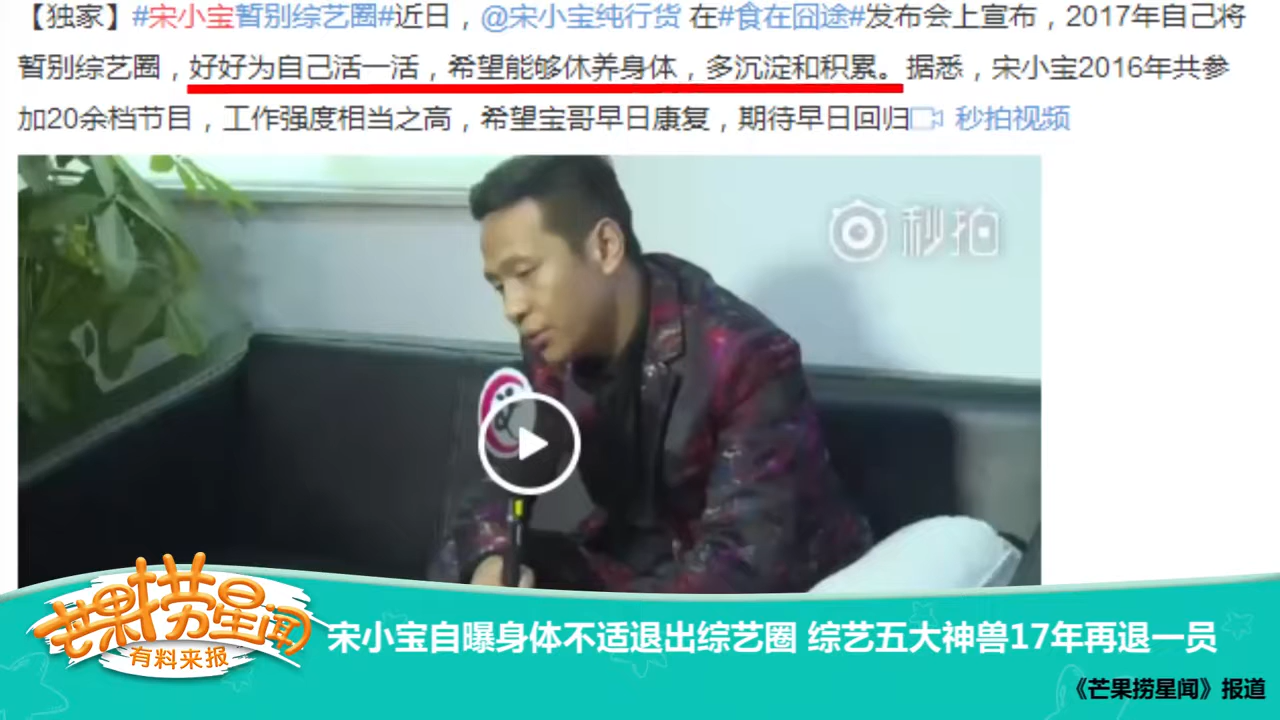 【独家】#宋小宝暂别综艺圈#近日，@宋小宝纯行货 在#食在囧途#发布会上宣布，2017年自己将
暂别综艺圈，好好为自己活一活，希望能够休养身体，多沉淀和积累。据悉，宋小宝2016年共参
加20余档节目，工作强度相当之高，希望宝哥早日康复，期待早日回归 秒拍视频
秒拍
芒果捞星闻
有料来报
宋小宝自曝身体不适退出综艺圈 综艺五大神兽17年再退一员
《芒果捞星闻》报道